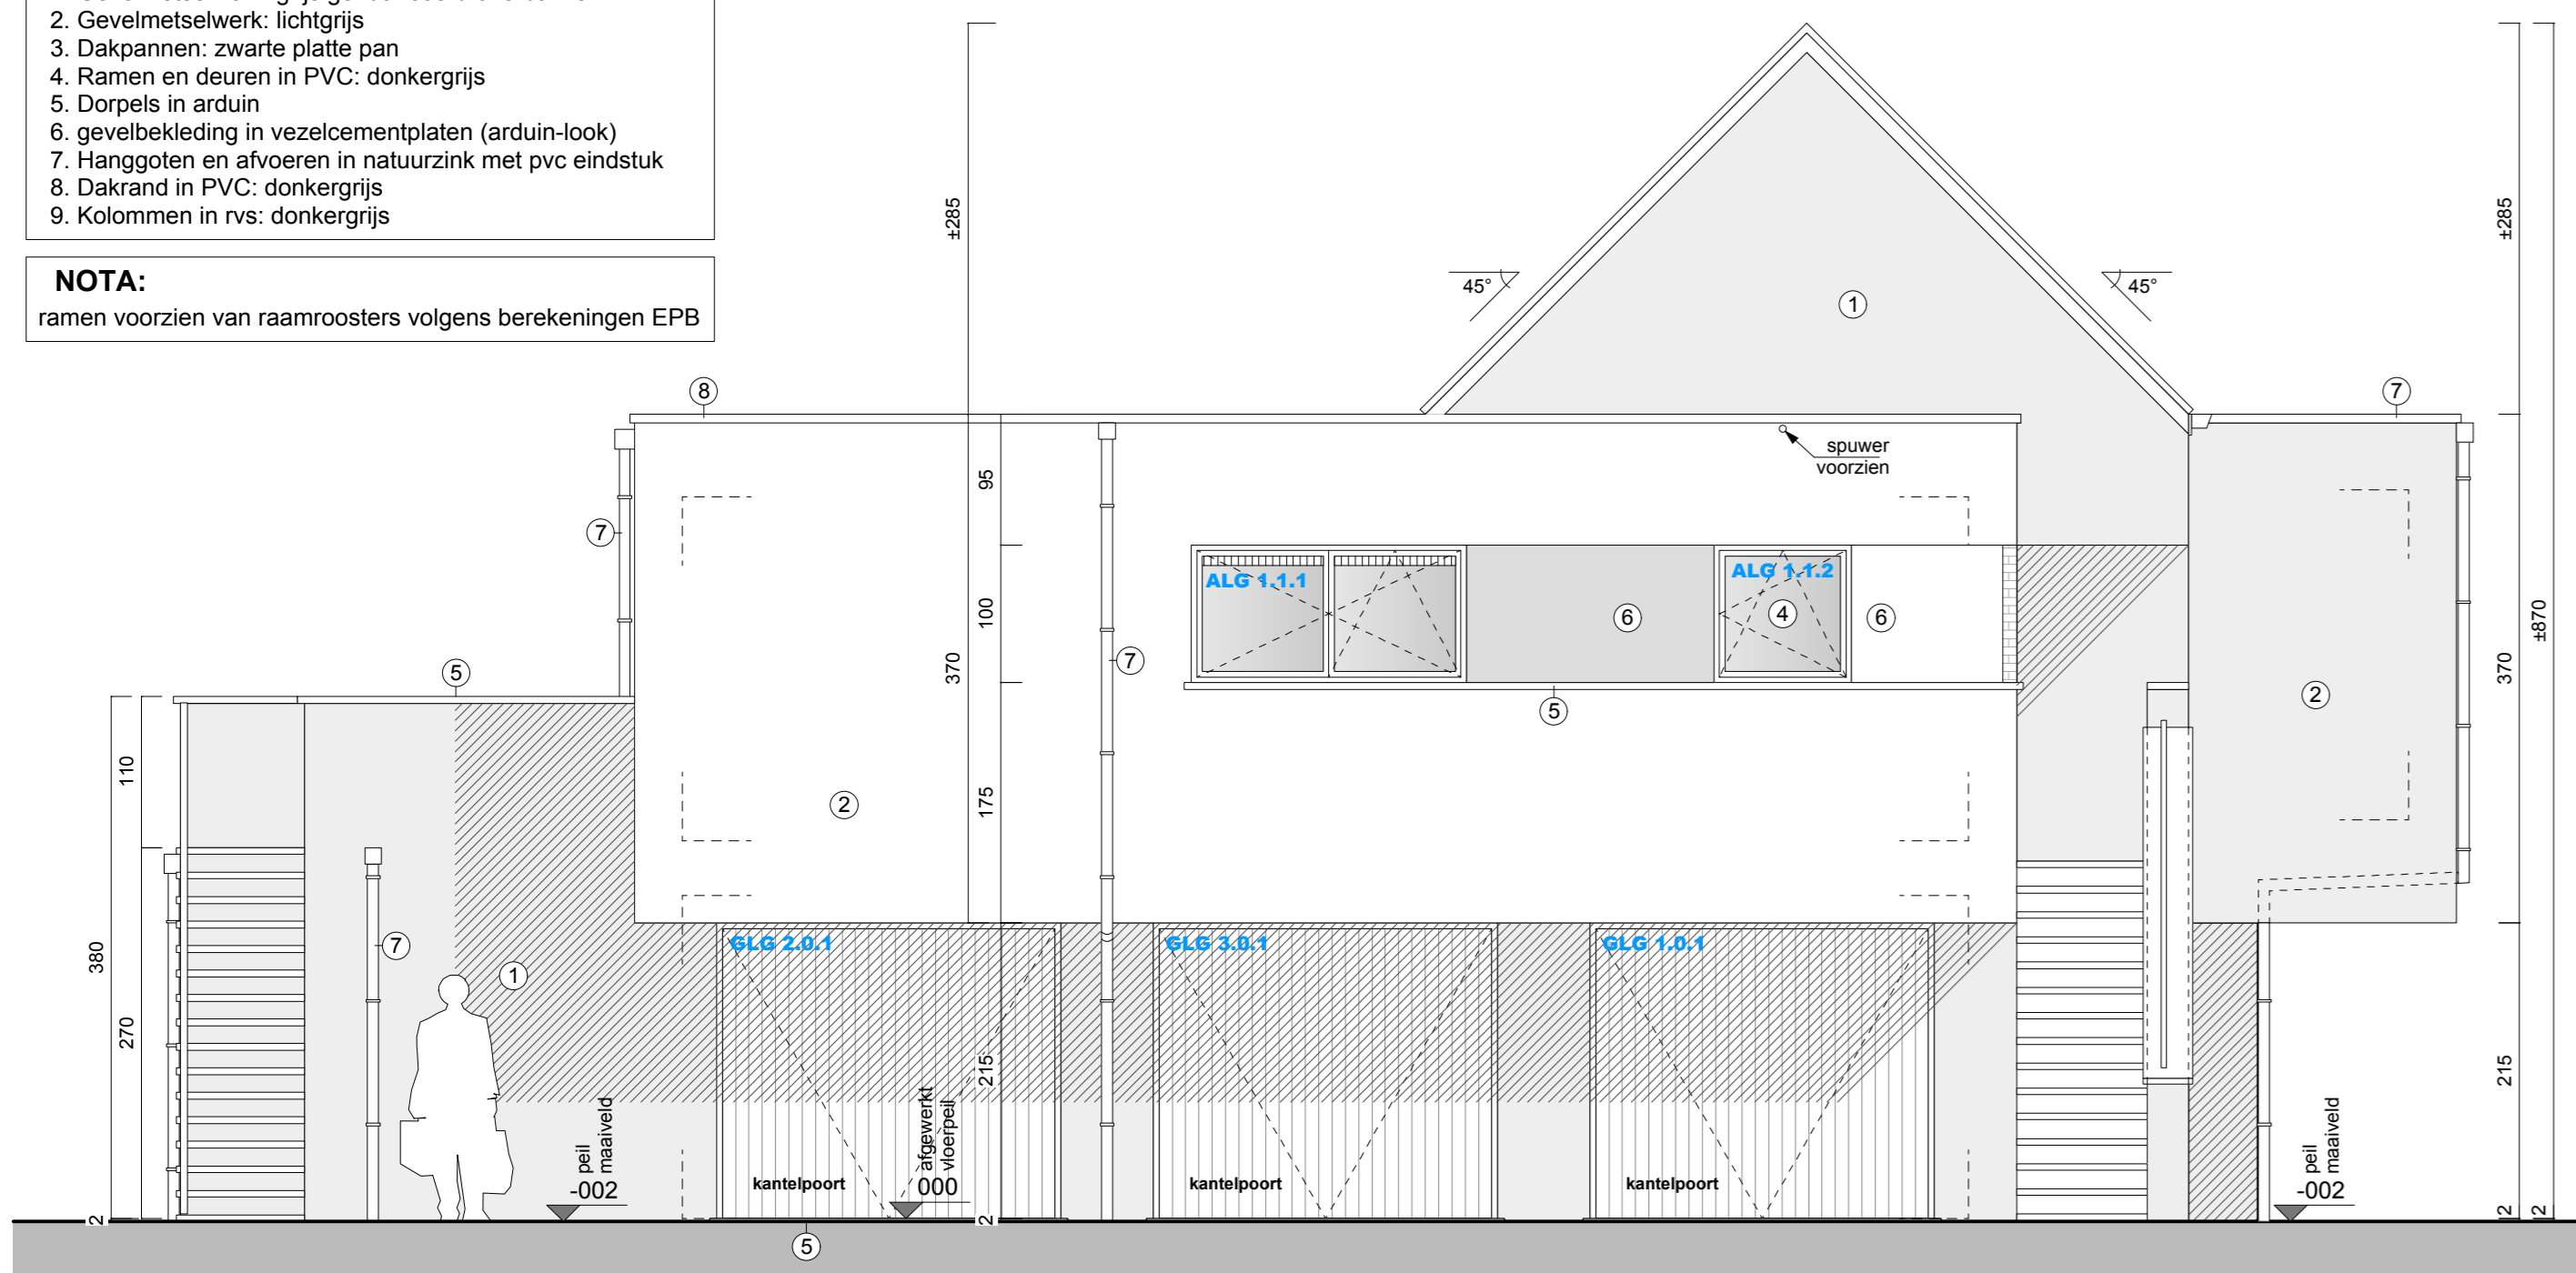 2. Gevelmetselwerk: lichtgrijs
3. Dakpannen: zwarte platte pan
4. Ramen en deuren in PVC: donkergrijs
5. Dorpels in arduin
6. gevelbekleding in vezelcementplaten (arduin-look)
7. Hanggoten en afvoeren in natuurzink met pvc eindstuk
8. Dakrand in PVC: donkergrijs
9. Kolommen in rvs: donkergrijs
NOTA:
ramen voorzien van raamroosters volgens berekeningen EPB
±285
±285
45°
45°
1
8
7
spuwer
voorzien
95
7
ALG 1.1.1
ALG 1.1.2
100
6
4
6
±870
370
7
370
5
2
5
110
175
2
380
7
GLG 2.0.1
GLG 3.0.1
GLG 1.0.1
1
270
215
215
peil
maaiveld
-002
afgewerkt
vloerpeil
000
kantelpoort
kantelpoort
kantelpoort
peil
maaiveld
-002
2
2
2
2
5